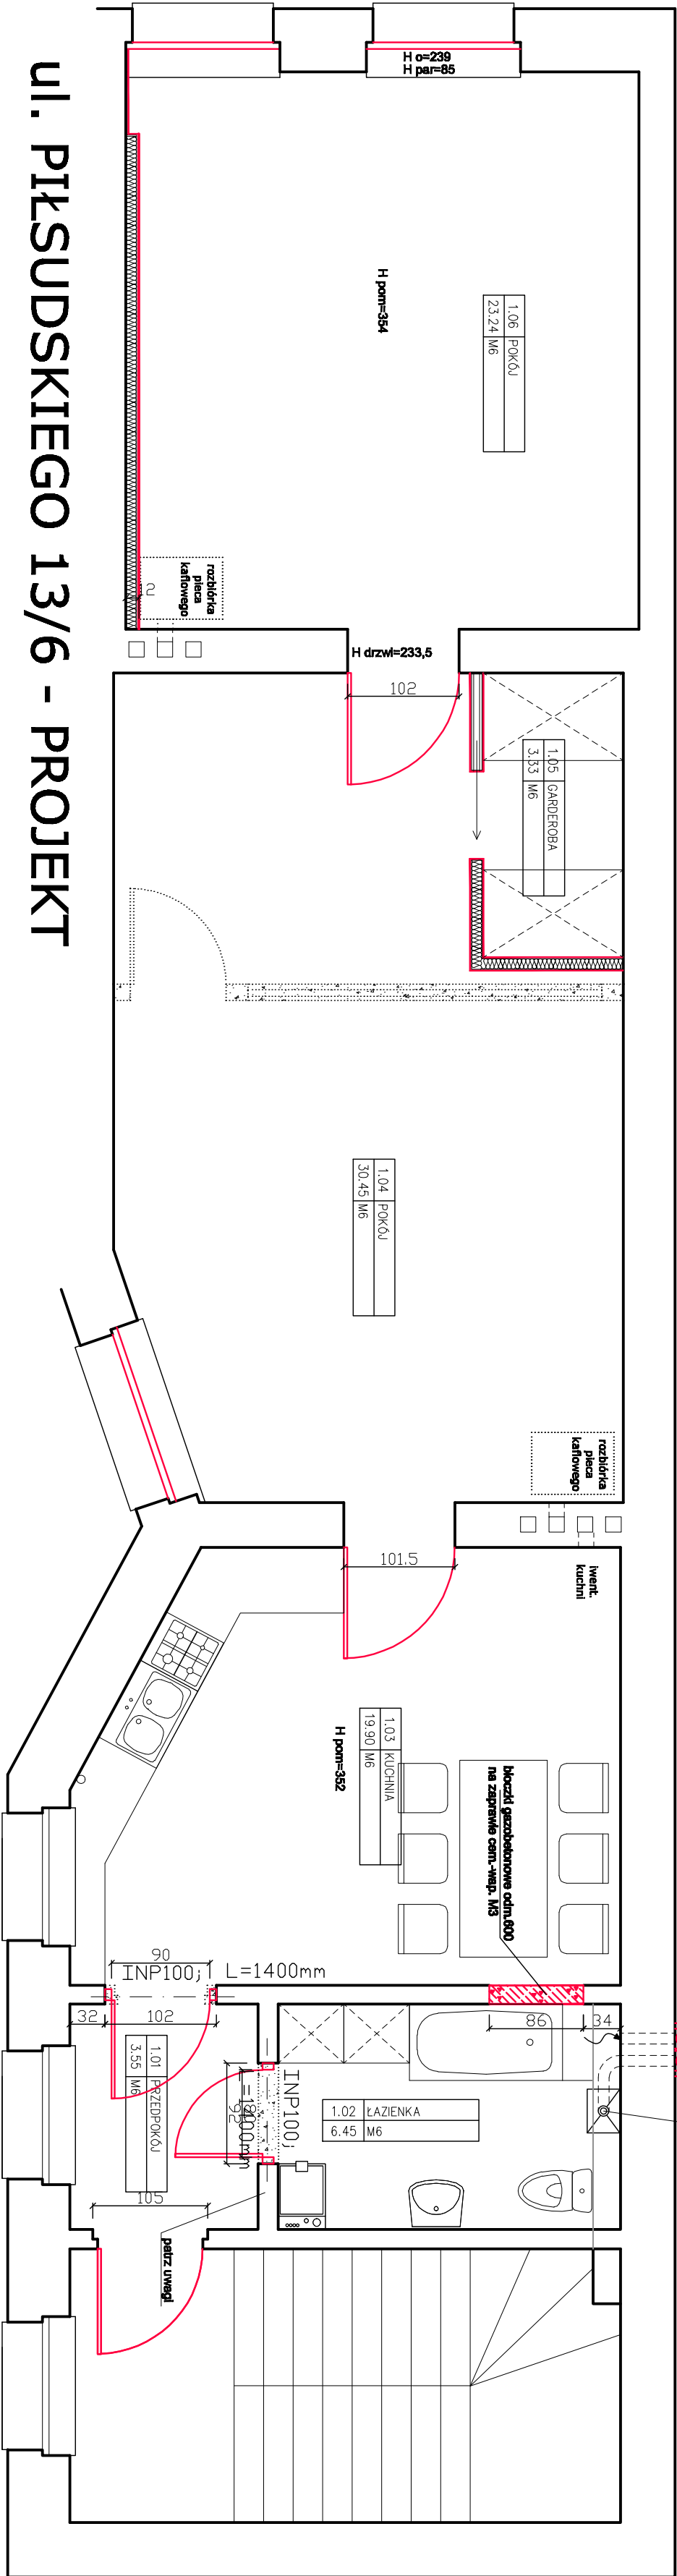 ul. PIŁSUDSKIEGO 13/6 - PROJEKT
H o=239
H par=85
H pom=354
1.06 POKÓJ
23.24 M6
rozbiórka
pieca
kaflowego
12
H drzwi=233,5
102
1.05 GARDEROBA
3.33 M6
1.04 POKÓJ
30.45 M6
rozbiórka
pieca
kaflowego
iwent.
kuchni
101.5
1.03 KUCHNIA
19.90 M6
H pom=352
bloczki gazobetonowe odm.600
na zaprawie cem.-wap. M3
90
INP100; L=1400mm
32
102
86
34
1.01 PRZEDPOKÓJ
3.55 M6
INP100;
92
1.02 ŁAZIENKA
6.45 M6
105
patrz uwagi